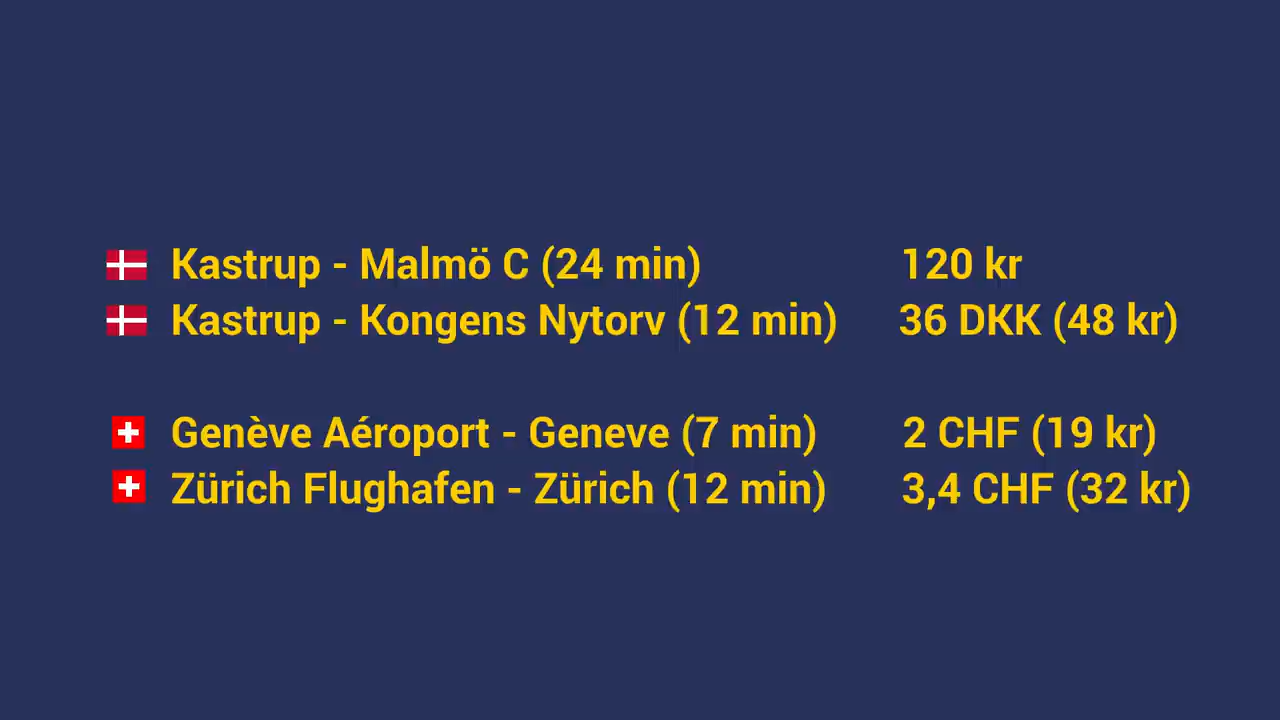 Kastrup - Malmö C (24 min) 120 kr
Kastrup - Kongens Nytorv (12 min) 36 DKK (48 kr)
Genève Aéroport - Geneve (7 min) 2 CHF (19 kr)
Zürich Flughafen - Zürich (12 min) 3,4 CHF (32 kr)